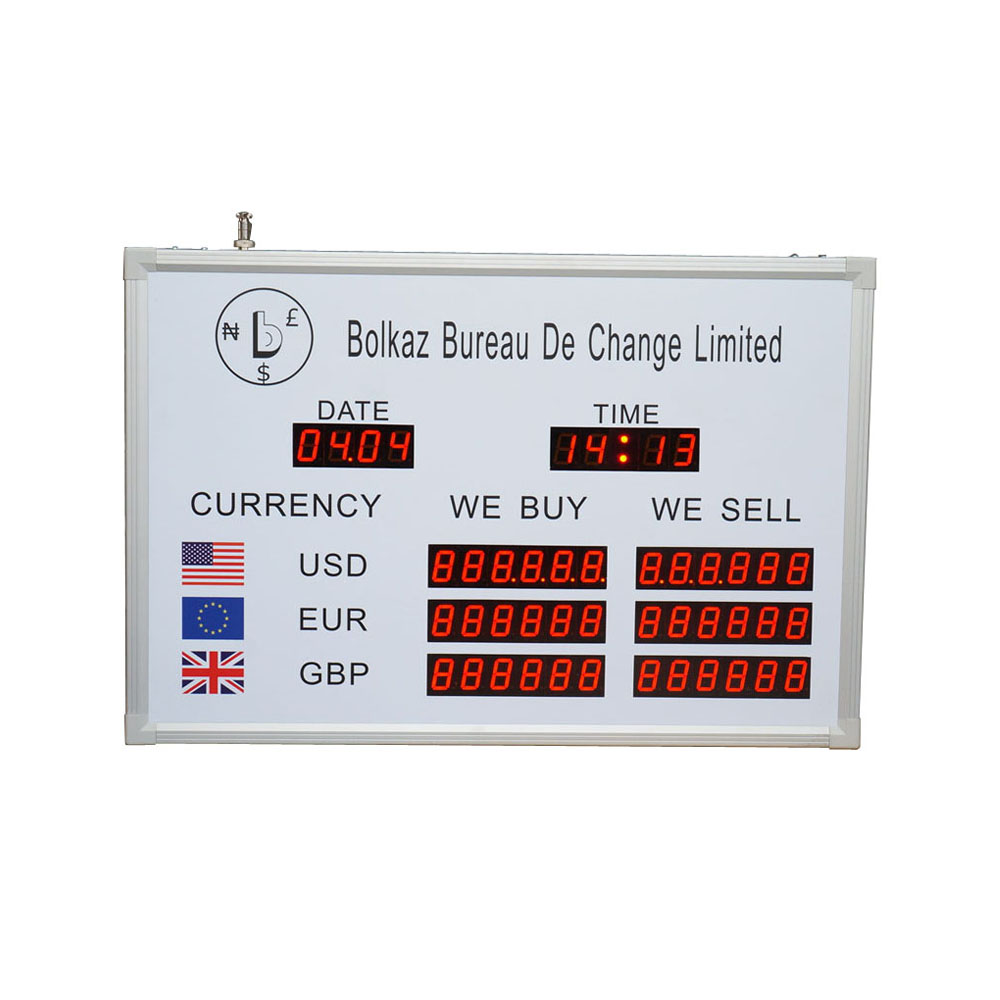 ₦ b £
$
Bolkaz Bureau De Change Limited
DATE TIME
04.04 14:13
CURRENCY WE BUY WE SELL
USD 888.8.8.8. 8.8.8.888
EUR 888888 888888
GBP 888888 888888